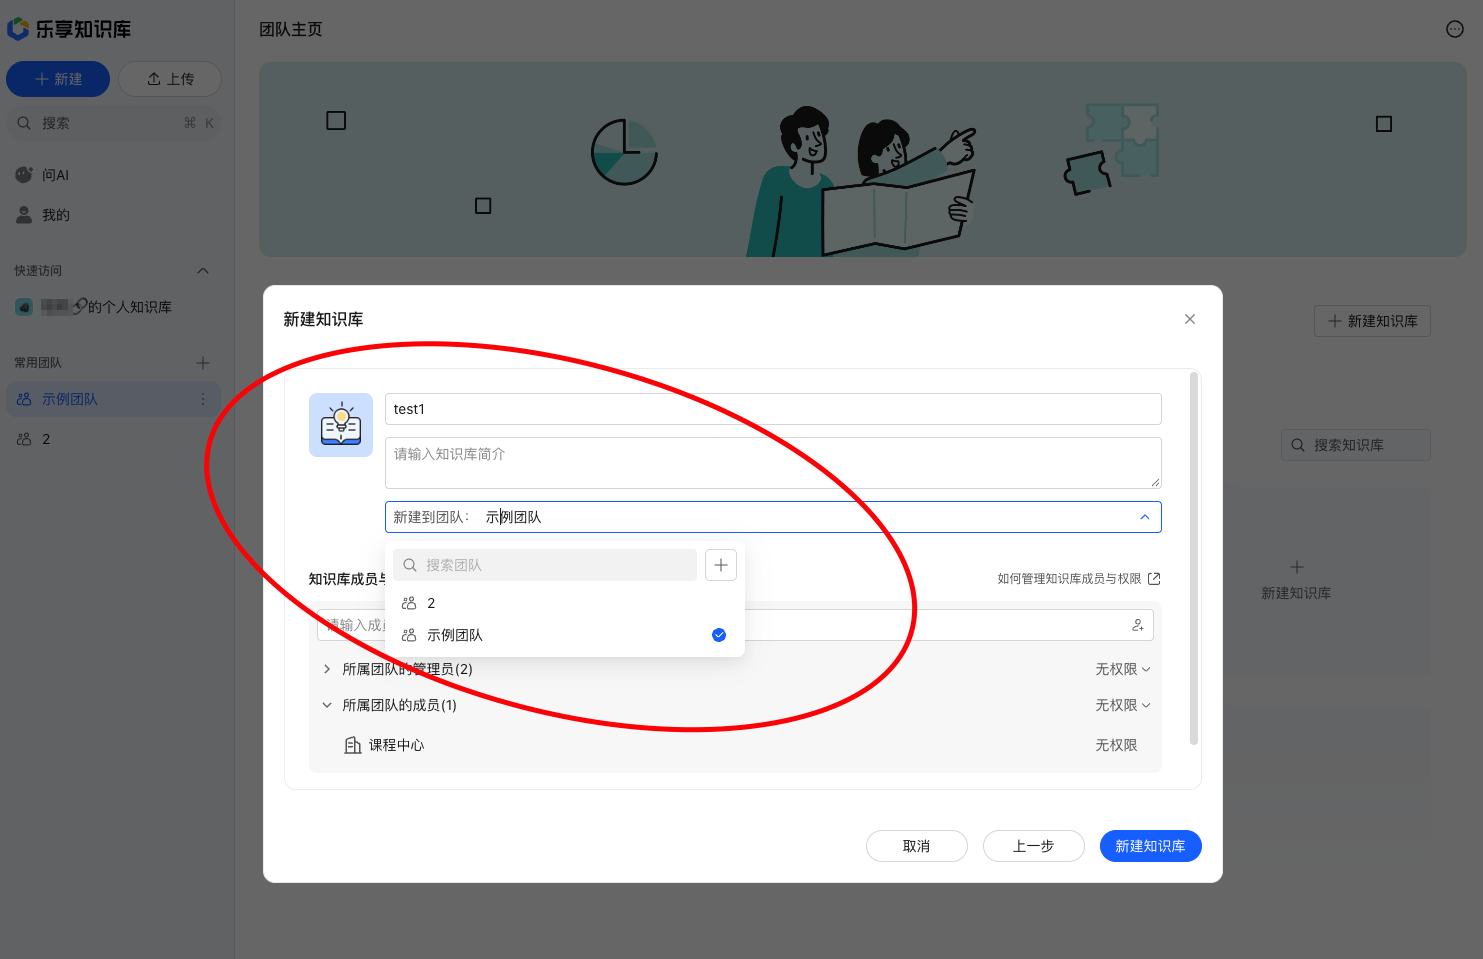 乐享知识库
新建
上传
搜索
⌘ K
问AI
我的
快速访问
的个人知识库
常用团队
示例团队
2
团队主页
新建知识库
搜索知识库
新建知识库
新建知识库
test1
请输入知识库简介
新建到团队： 示例团队
搜索团队
2
示例团队
知识库成员与
如何管理知识库成员与权限
请输入成员
所属团队的管理员(2)
无权限
所属团队的成员(1)
无权限
课程中心
无权限
取消
上一步
新建知识库